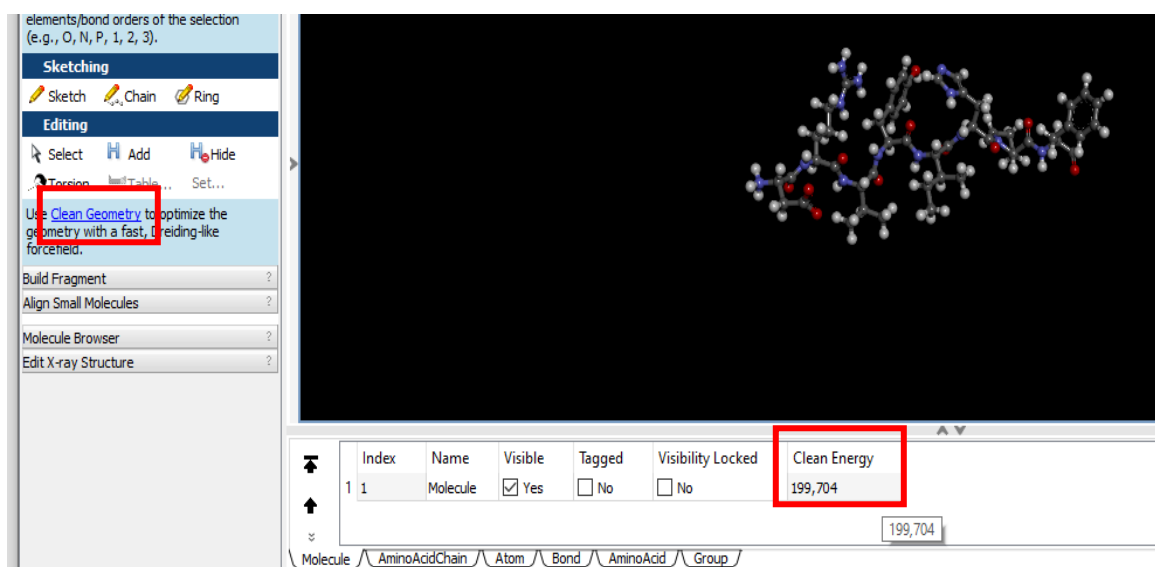 elements/bond orders of the selection
(e.g., O, N, P, 1, 2, 3).
Sketching
Sketch Chain Ring
Editing
Select Add Hide
Torsion Table... Set...
Use Clean Geometry to optimize the
geometry with a fast, Dreiding-like
forcefield.
Build Fragment ?
Align Small Molecules ?
Molecule Browser ?
Edit X-ray Structure ?
Index Name Visible Tagged Visibility Locked Clean Energy
1 1 Molecule Yes No No 199,704
199,704
Molecule AminoAcidChain Atom Bond AminoAcid Group